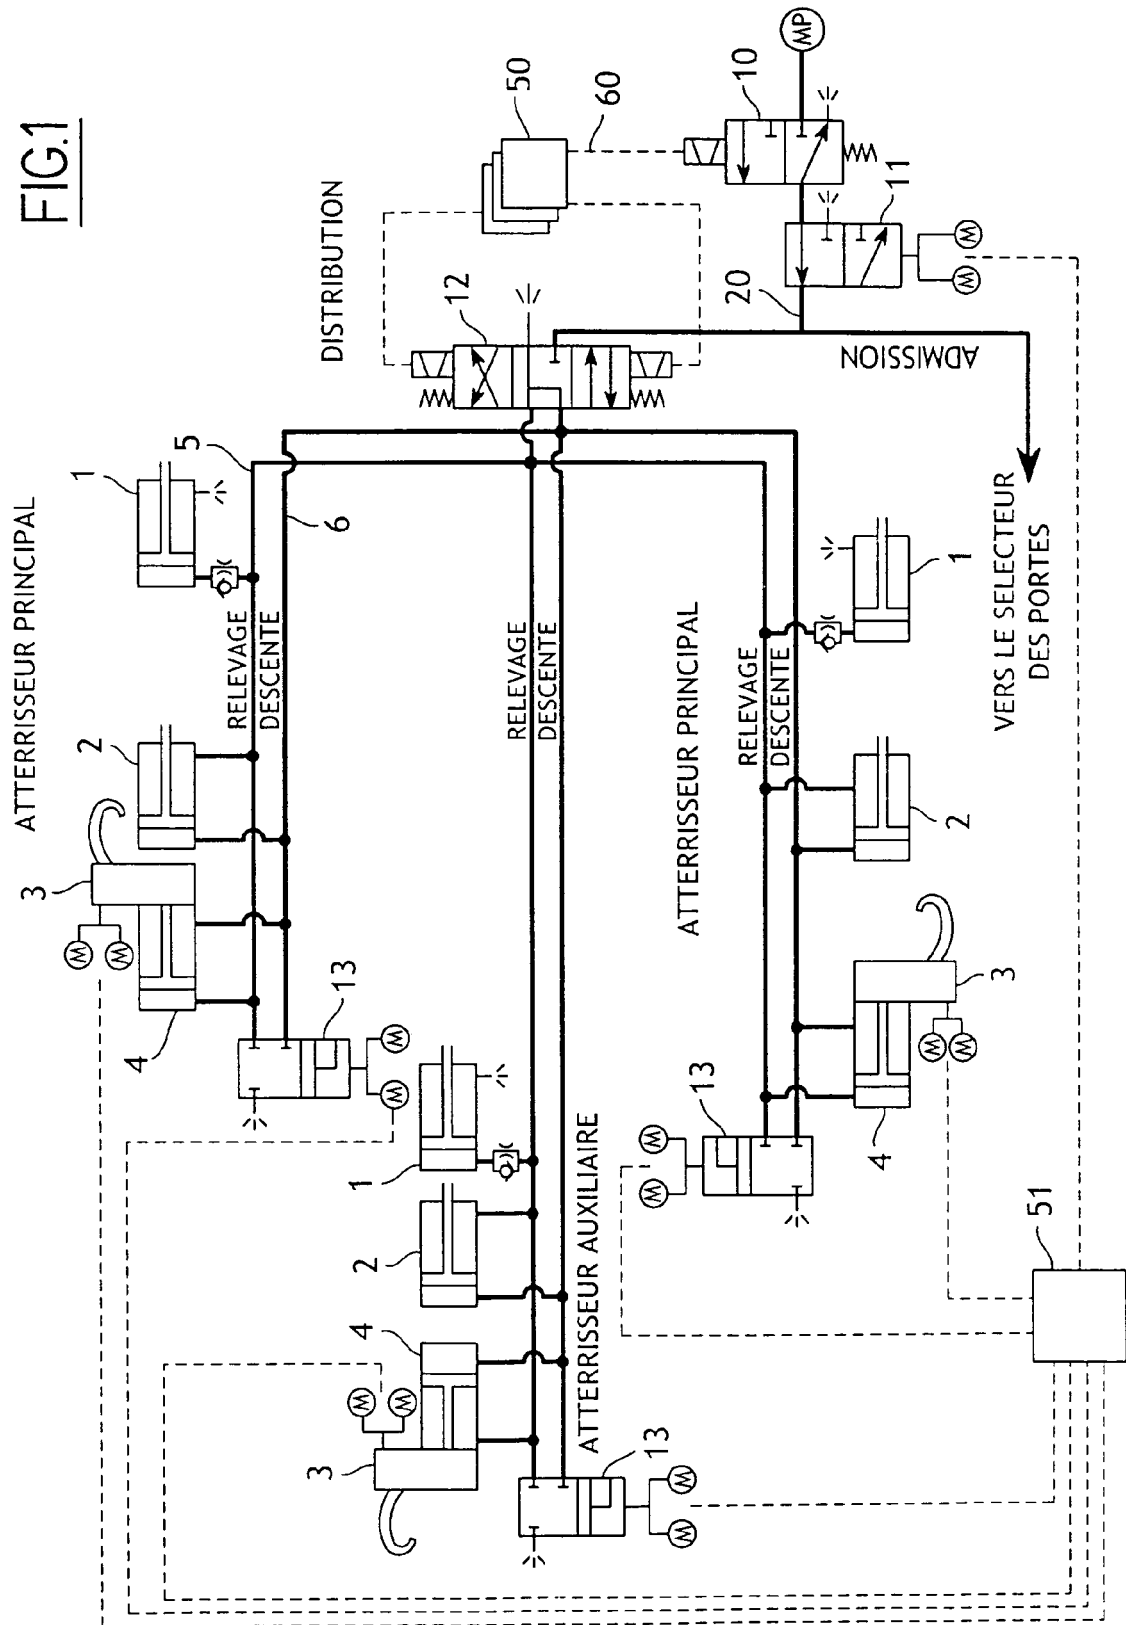 FIG.1
ATTERRISSEUR PRINCIPAL
DISTRIBUTION
50
60
10
MP
11
M
M
20
12
ADMISSION
VERS LE SELECTEUR
DES PORTES
1
5
6
RELEVAGE
DESCENTE
2
3
M
M
4
13
M
M
RELEVAGE
DESCENTE
1
2
4
3
M
M
ATTERRISSEUR AUXILIAIRE
13
M
M
ATTERRISSEUR PRINCIPAL
RELEVAGE
DESCENTE
1
2
3
M
M
4
13
M
M
51